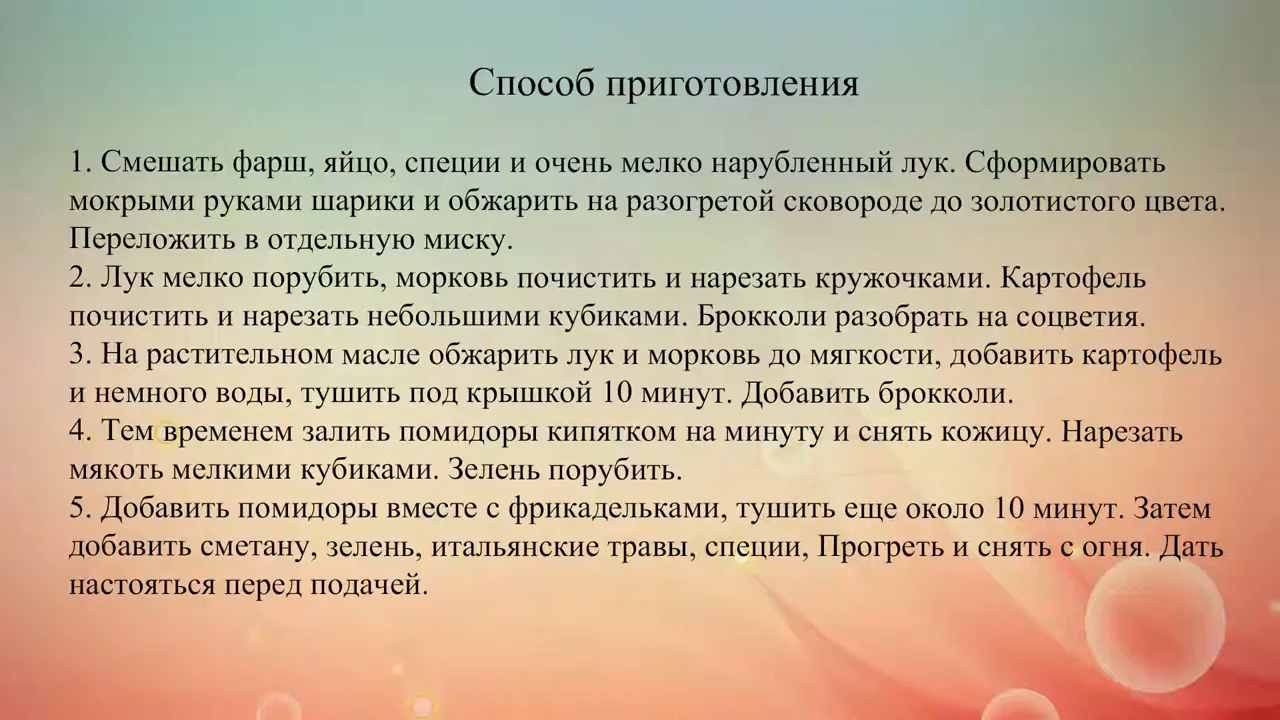 Способ приготовления
1. Смешать фарш, яйцо, специи и очень мелко нарубленный лук. Сформировать
мокрыми руками шарики и обжарить на разогретой сковороде до золотистого цвета.
Переложить в отдельную миску.
2. Лук мелко порубить, морковь почистить и нарезать кружочками. Картофель
почистить и нарезать небольшими кубиками. Брокколи разобрать на соцветия.
3. На растительном масле обжарить лук и морковь до мягкости, добавить картофель
и немного воды, тушить под крышкой 10 минут. Добавить брокколи.
4. Тем временем залить помидоры кипятком на минуту и снять кожицу. Нарезать
мякоть мелкими кубиками. Зелень порубить.
5. Добавить помидоры вместе с фрикадельками, тушить еще около 10 минут. Затем
добавить сметану, зелень, итальянские травы, специи, Прогреть и снять с огня. Дать
настояться перед подачей.